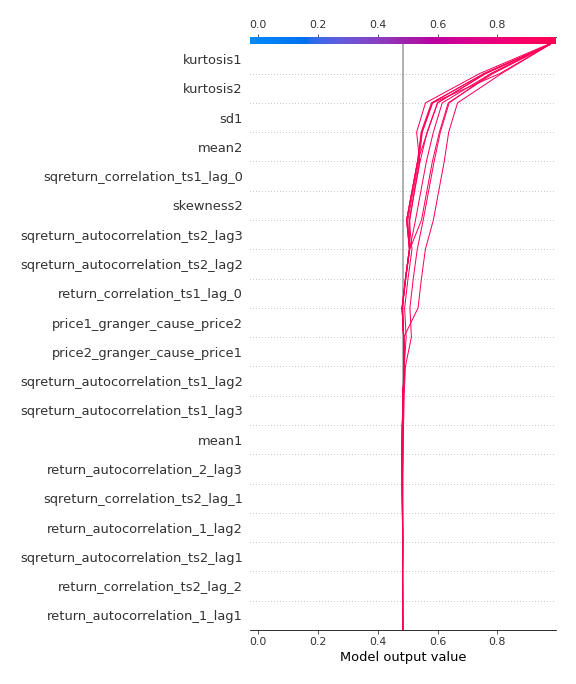 0.0 0.2 0.4 0.6 0.8
kurtosis1
kurtosis2
sd1
mean2
sqreturn_correlation_ts1_lag_0
skewness2
sqreturn_autocorrelation_ts2_lag3
sqreturn_autocorrelation_ts2_lag2
return_correlation_ts1_lag_0
price1_granger_cause_price2
price2_granger_cause_price1
sqreturn_autocorrelation_ts1_lag2
sqreturn_autocorrelation_ts1_lag3
mean1
return_autocorrelation_2_lag3
sqreturn_correlation_ts2_lag_1
return_autocorrelation_1_lag2
sqreturn_autocorrelation_ts2_lag1
return_correlation_ts2_lag_2
return_autocorrelation_1_lag1
0.0 0.2 0.4 0.6 0.8
Model output value